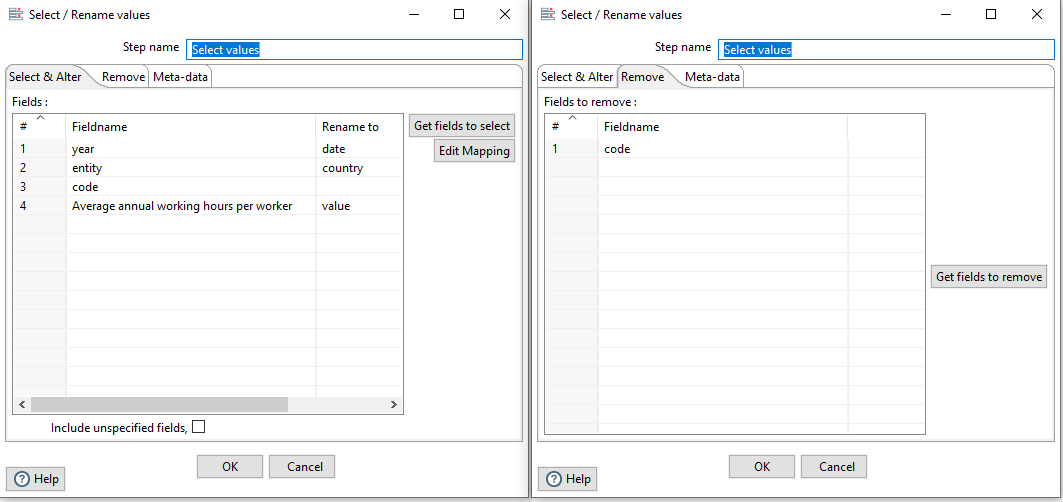 Select / Rename values
Step name Select values
Select & Alter Remove Meta-data
Fields :
# Fieldname Rename to
1 year date
2 entity country
3 code
4 Average annual working hours per worker value
Get fields to select
Edit Mapping
Include unspecified fields,
OK Cancel
Help
Select / Rename values
Step name Select values
Select & Alter Remove Meta-data
Fields to remove :
# Fieldname
1 code
Get fields to remove
OK Cancel
Help